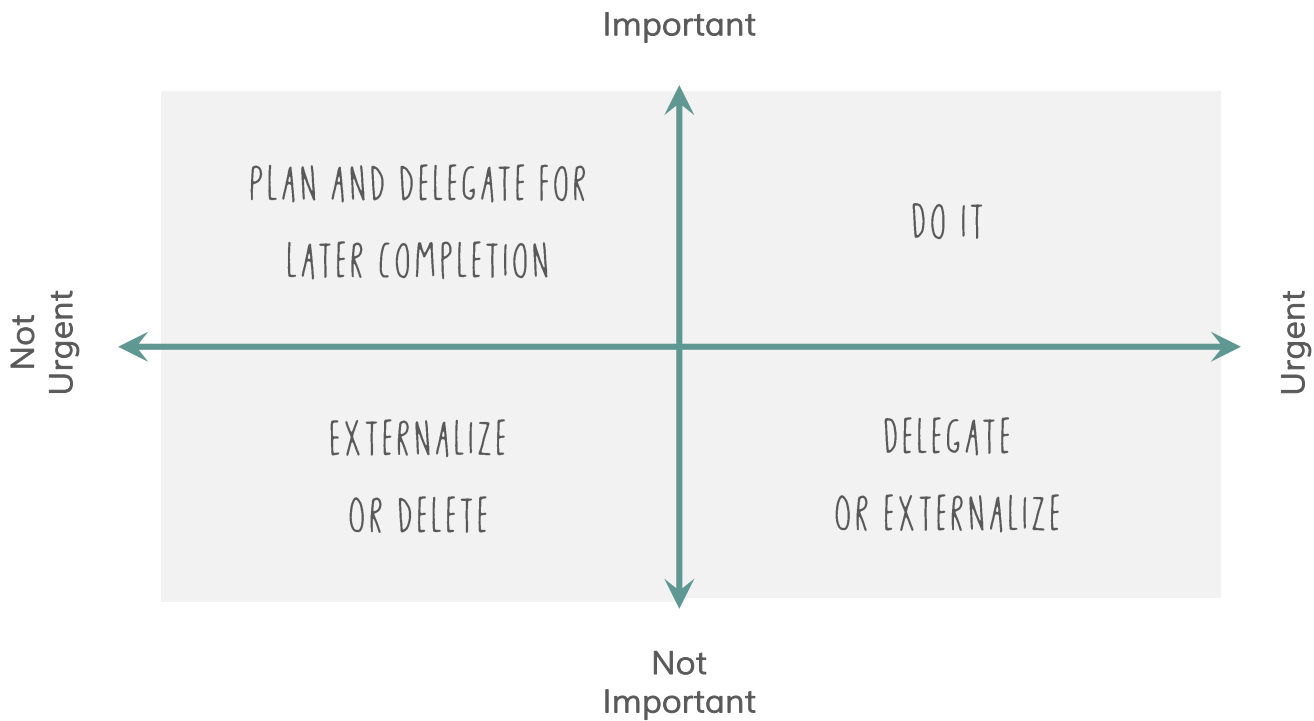 Important
PLAN AND DELEGATE FOR
LATER COMPLETION
DO IT
Not
Urgent
Urgent
EXTERNALIZE
OR DELETE
DELEGATE
OR EXTERNALIZE
Not
Important